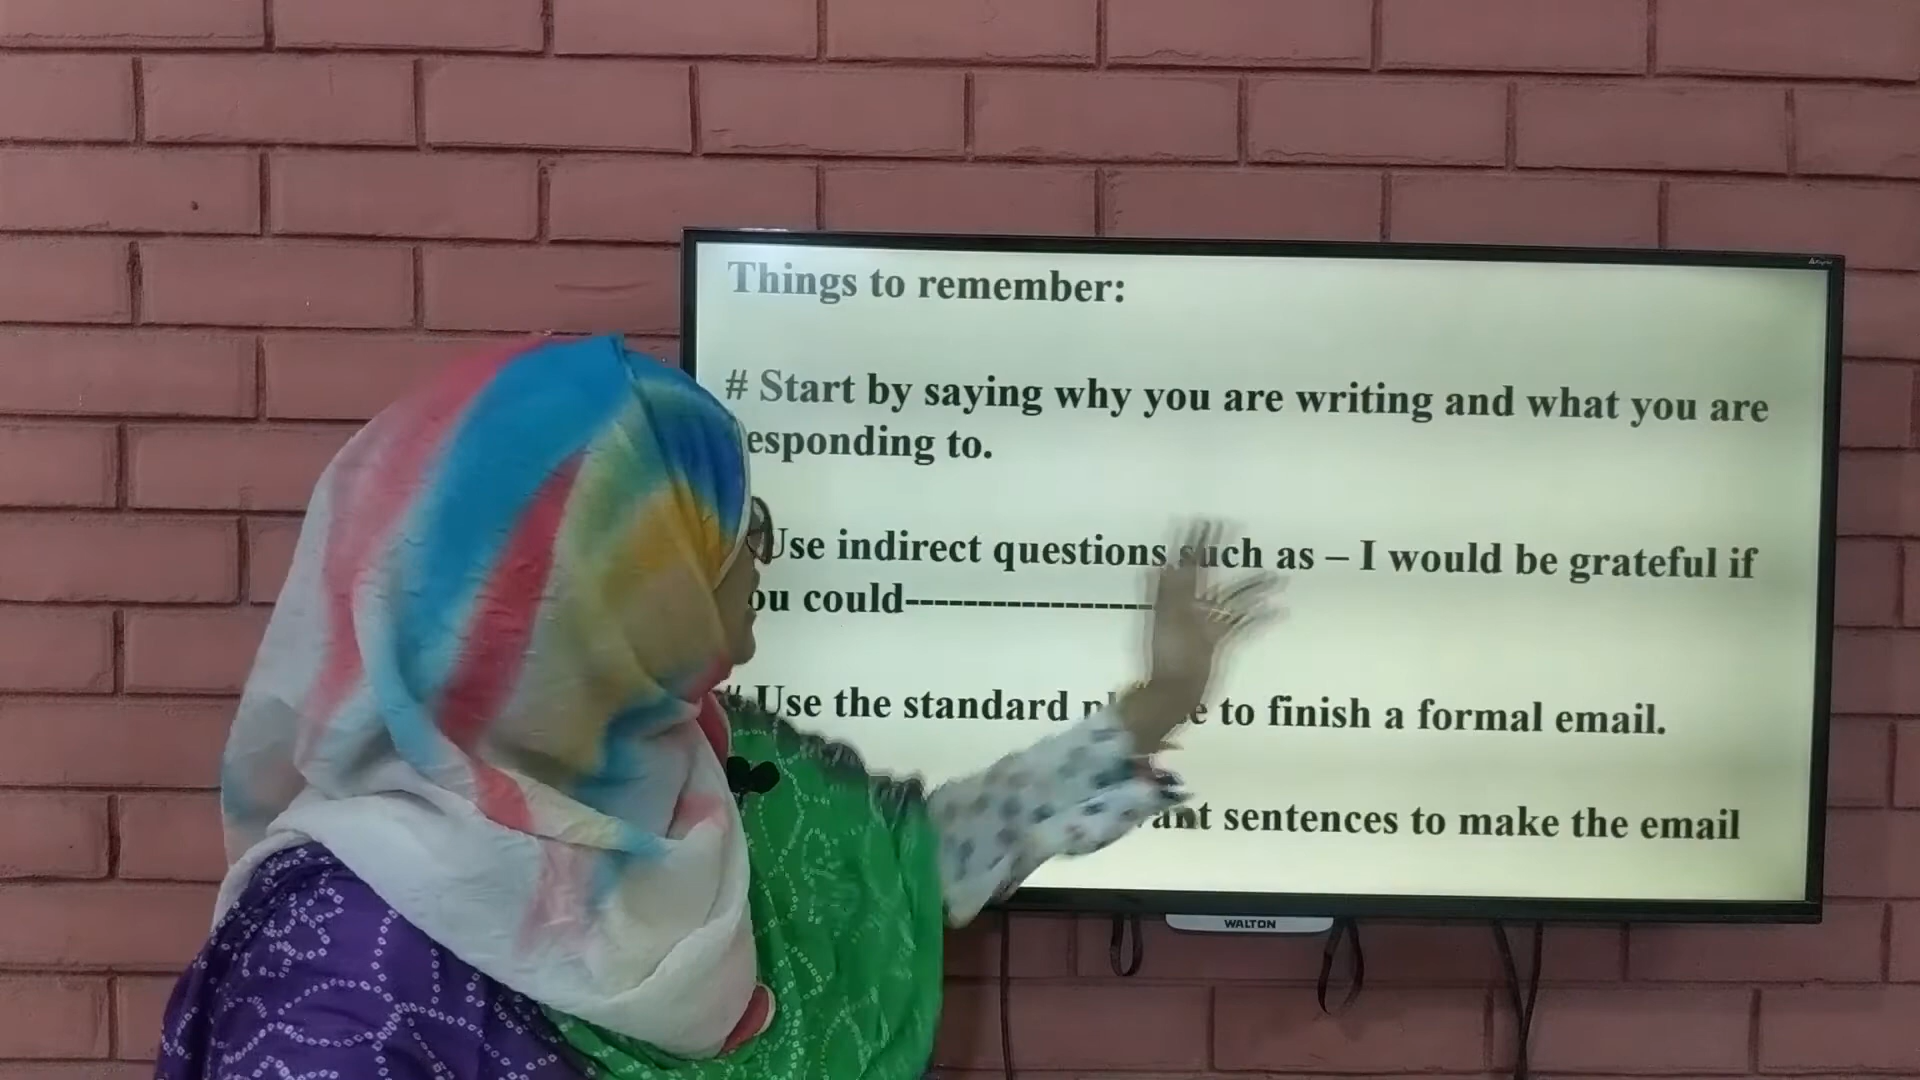 Things to remember:
# Start by saying why you are writing and what you are
esponding to.
Use indirect questions such as – I would be grateful if
ou could-----------------
# Use the standard to finish a formal email.
sentences to make the email
WALTON